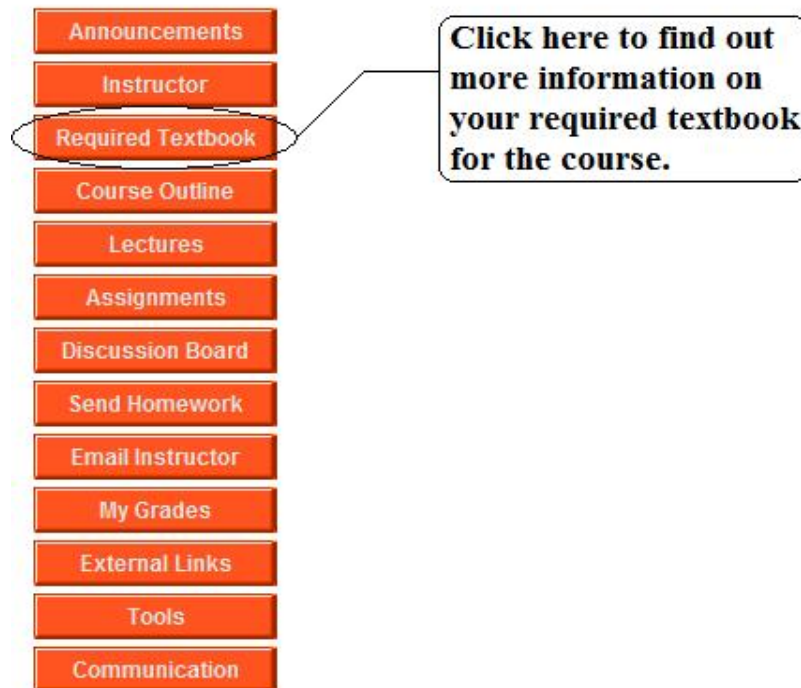 Announcements
Instructor
Required Textbook
Course Outline
Lectures
Assignments
Discussion Board
Send Homework
Email Instructor
My Grades
External Links
Tools
Communication
Click here to find out
more information on
your required textbook
for the course.